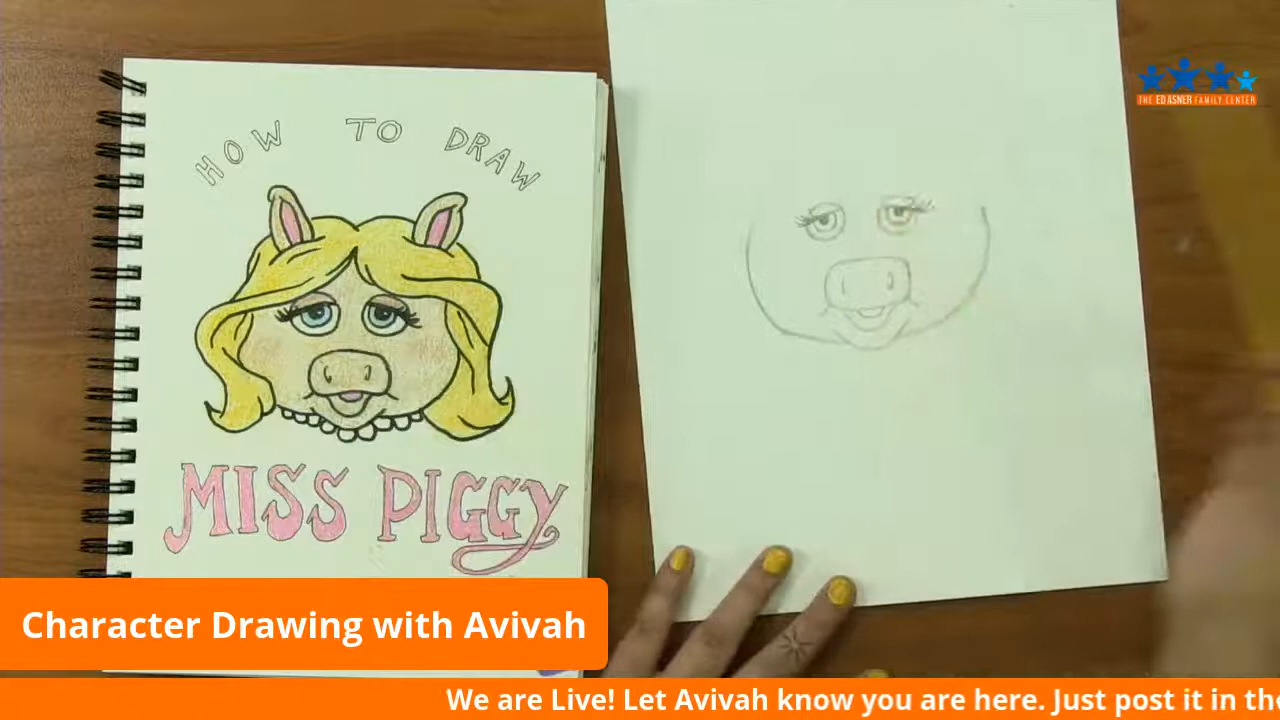 HOW TO DRAW
MISS PIGGY
THE ED ASNER FAMILY CENTER
Character Drawing with Avivah
We are Live! Let Avivah know you are here. Just post it in the